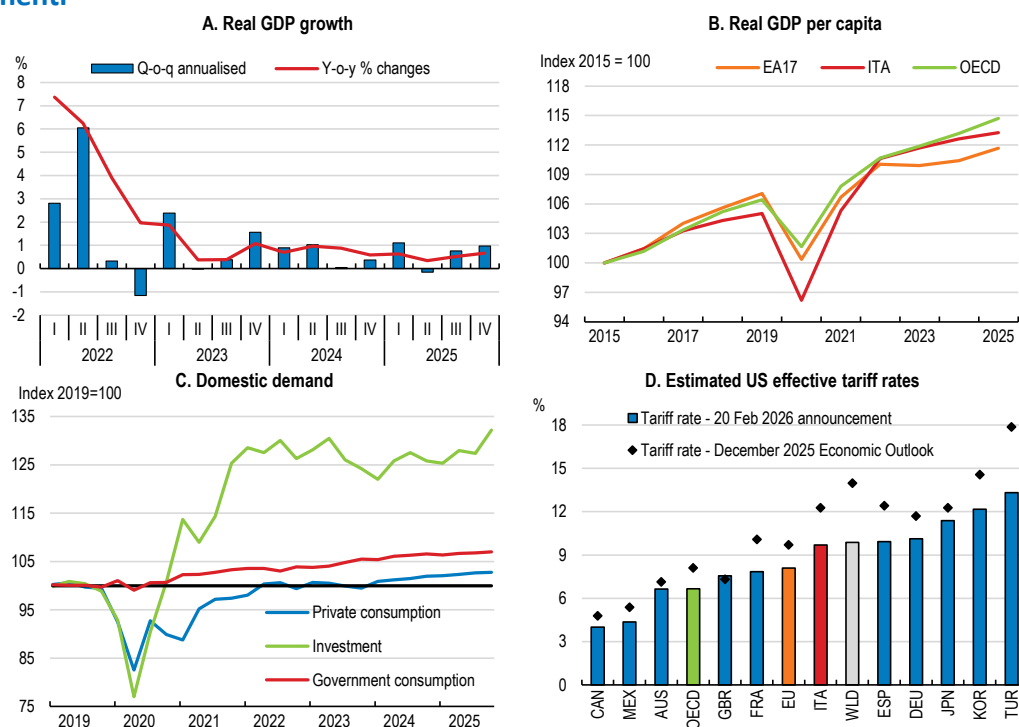 A. Real GDP growth
%
Q-o-q annualised
Y-o-y % changes
8
7
6
5
4
3
2
1
0
-1
-2
I II III IV I II III IV I II III IV I II III IV
2022 2023 2024 2025
B. Real GDP per capita
Index 2015 = 100
EA17 ITA OECD
118
115
112
109
106
103
100
97
94
2015 2017 2019 2021 2023 2025
C. Domestic demand
Index 2019=100
135
125
115
105
95
85
75
Private consumption
Investment
Government consumption
2019 2020 2021 2022 2023 2024 2025
D. Estimated US effective tariff rates
%
Tariff rate - 20 Feb 2026 announcement
Tariff rate - December 2025 Economic Outlook
18
15
12
9
6
3
0
CAN MEX AUS OECD GBR FRA EU ITA WLD ESP DEU JPN KOR TUR